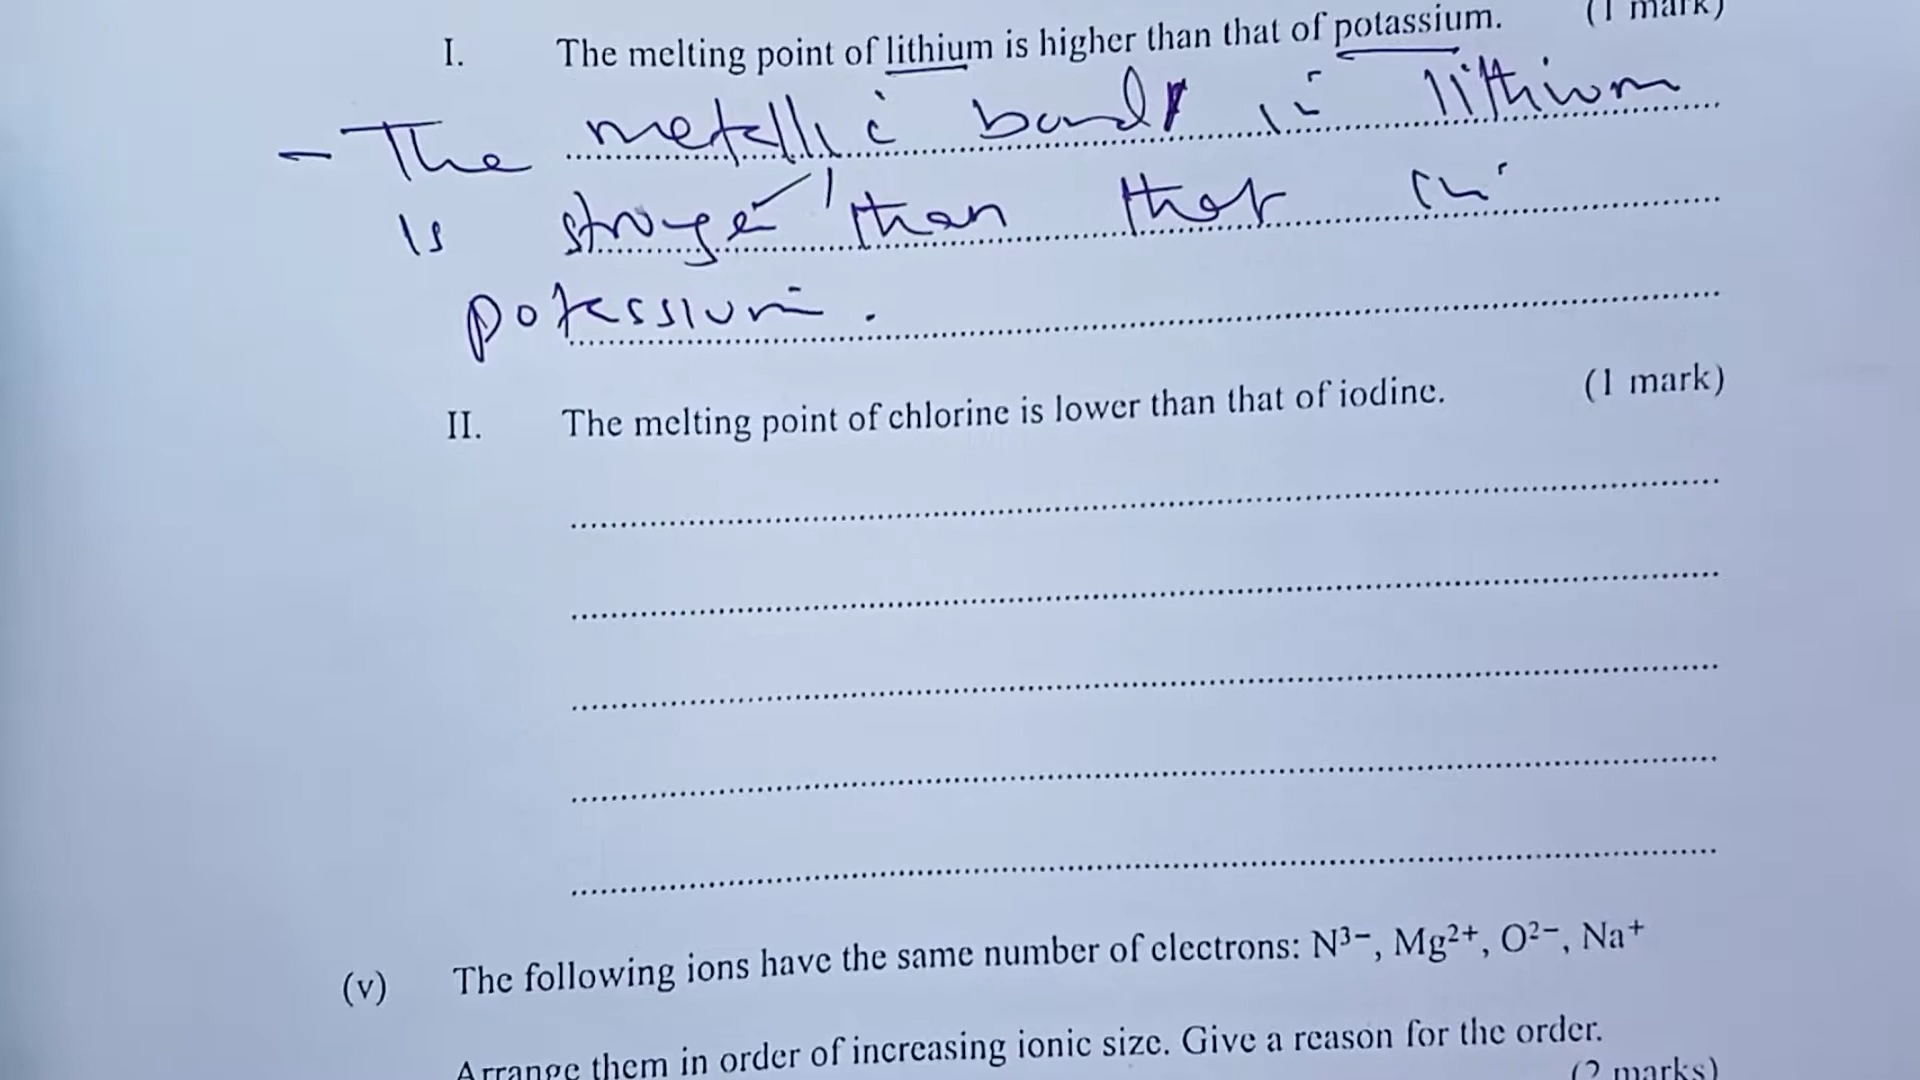 I. The melting point of lithium is higher than that of potassium. (1 mark)
- The metallic bond in lithium
is stronger than that in
potassium.
II. The melting point of chlorine is lower than that of iodine. (1 mark)
(v) The following ions have the same number of electrons: N³⁻, Mg²⁺, O²⁻, Na⁺
Arrange them in order of increasing ionic size. Give a reason for the order.
(2 marks)